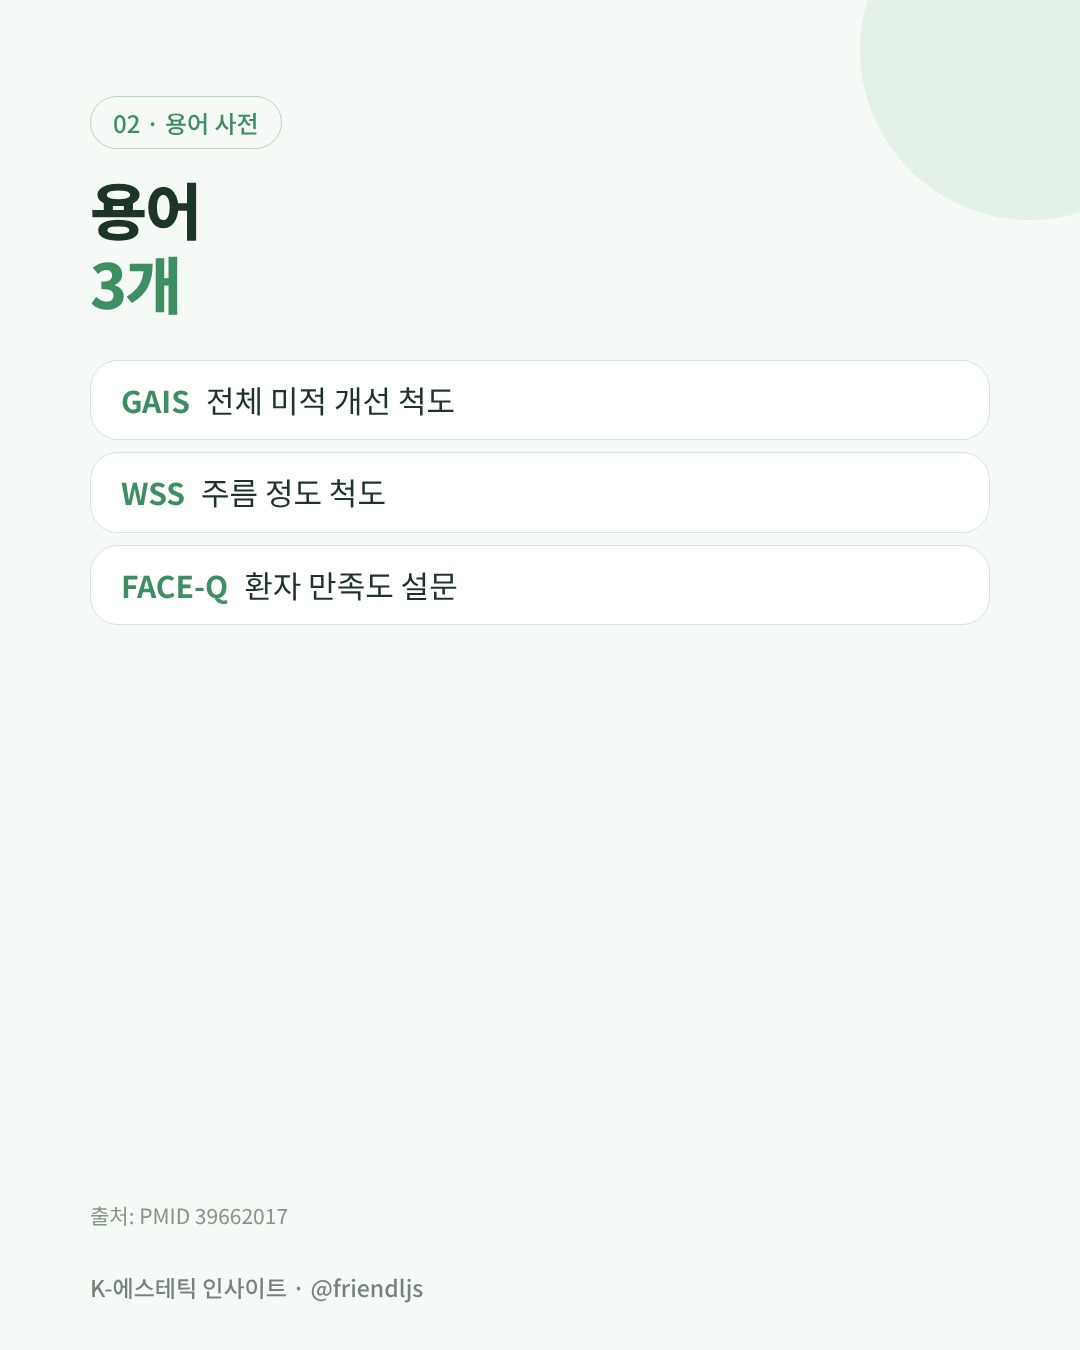 02 · 용어 사전
용어
3개
GAIS 전체 미적 개선 척도
WSS 주름 정도 척도
FACE-Q 환자 만족도 설문
출처: PMID 39662017
K-에스테틱 인사이트 · @friendljs